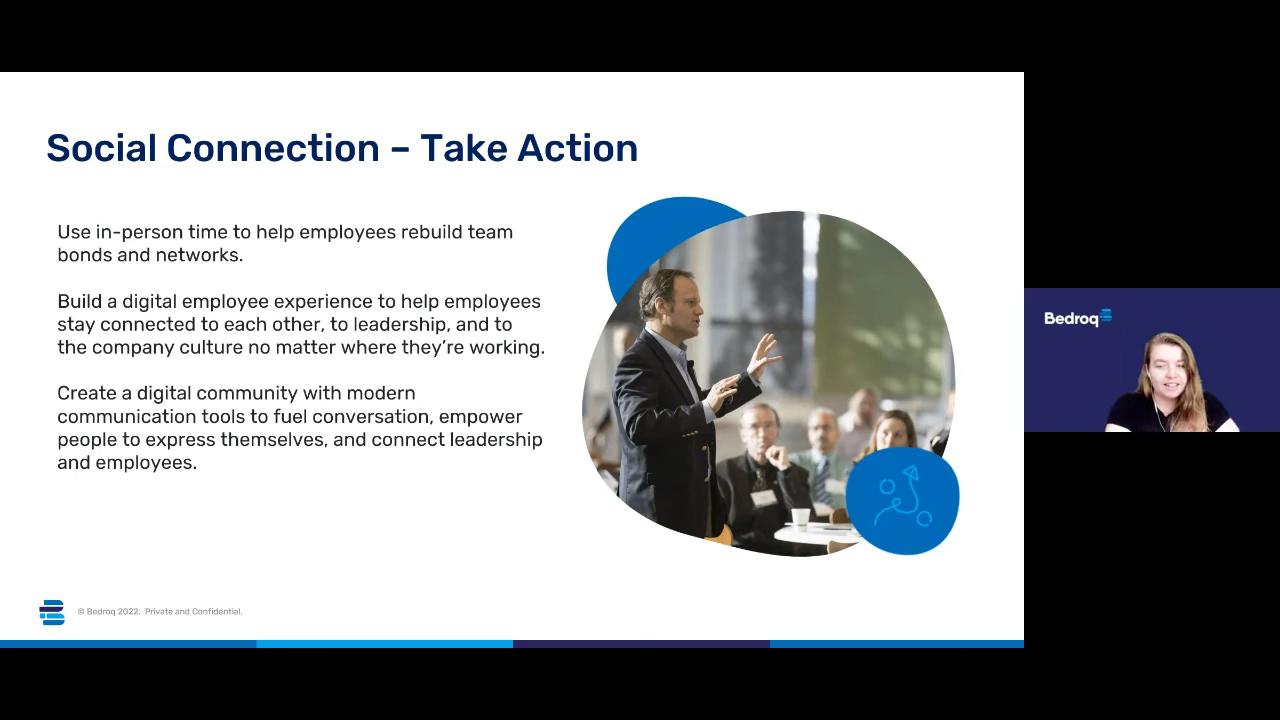 Social Connection – Take Action
Use in-person time to help employees rebuild team
bonds and networks.
Build a digital employee experience to help employees
stay connected to each other, to leadership, and to
the company culture no matter where they’re working.
Create a digital community with modern
communication tools to fuel conversation, empower
people to express themselves, and connect leadership
and employees.
© Bedroq 2022. Private and Confidential.
Bedroq